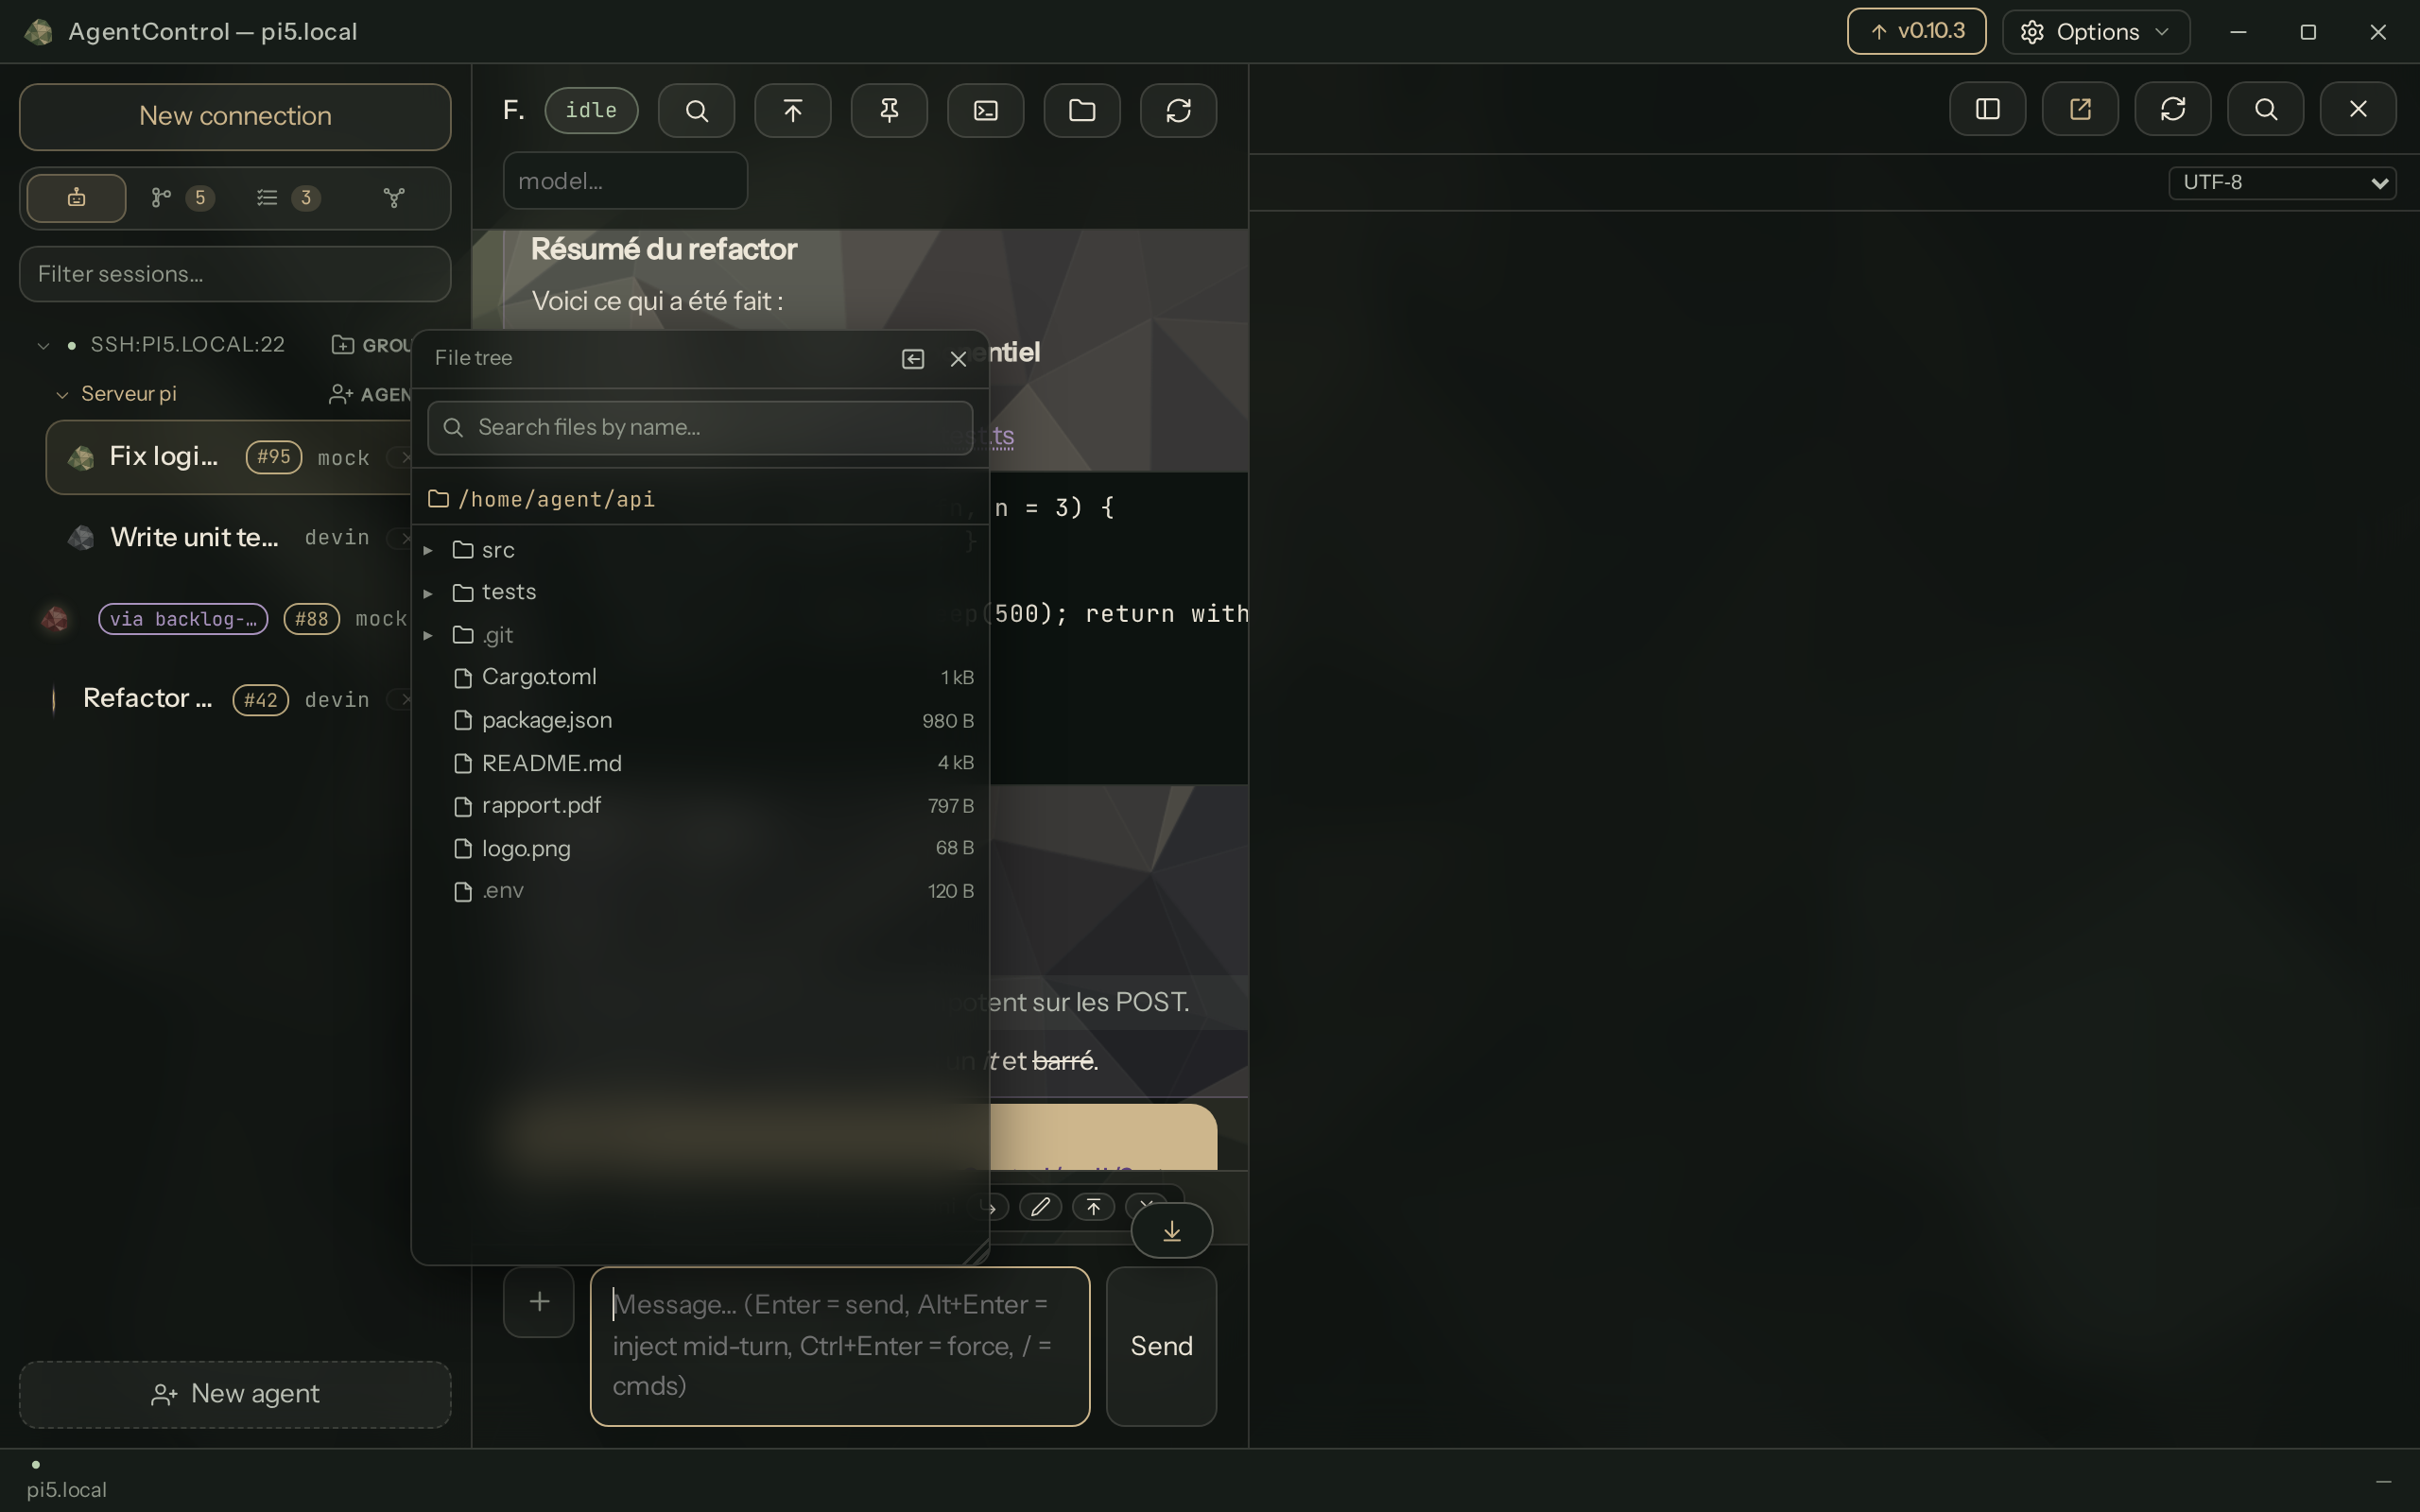 AgentControl — pi5.local
v0.10.3
Options
New connection
5
3
Filter sessions...
SSH:PI5.LOCAL:22
Serveur pi
Fix logi... #95 mock
Write unit te... devin
via backlog-... #88 mock
Refactor ... #42 devin
New agent
F. idle
model...
Résumé du refactor
Voici ce qui a été fait :
n = 3) {
}
(500); return with
sur les POST.
et barré.
File tree
Search files by name...
/home/agent/api
src
tests
.git
Cargo.toml 1 kB
package.json 980 B
README.md 4 kB
rapport.pdf 797 B
logo.png 68 B
.env 120 B
Message... (Enter = send, Alt+Enter =
inject mid-turn, Ctrl+Enter = force, / =
cmds)
Send
UTF-8
pi5.local